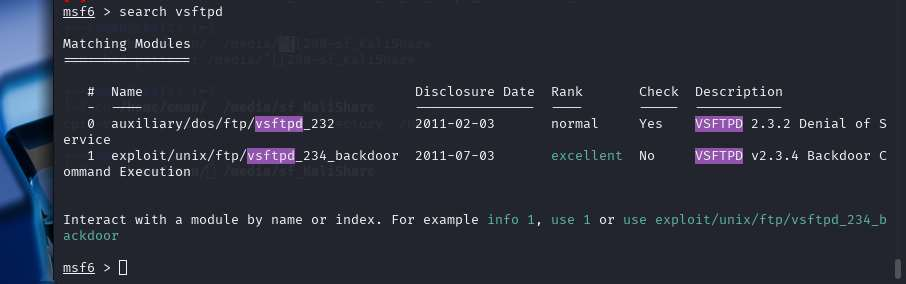 msf6 > search vsftpd
Matching Modules
================
#  Name                                  Disclosure Date  Rank       Check  Description
-  ----                                  ---------------  ----       -----  -----------
0  auxiliary/dos/ftp/vsftpd_232          2011-02-03       normal     Yes    VSFTPD 2.3.2 Denial of S
ervice
1  exploit/unix/ftp/vsftpd_234_backdoor  2011-07-03       excellent  No     VSFTPD v2.3.4 Backdoor C
ommand Execution
Interact with a module by name or index. For example info 1, use 1 or use exploit/unix/ftp/vsftpd_234_b
ackdoor
msf6 >